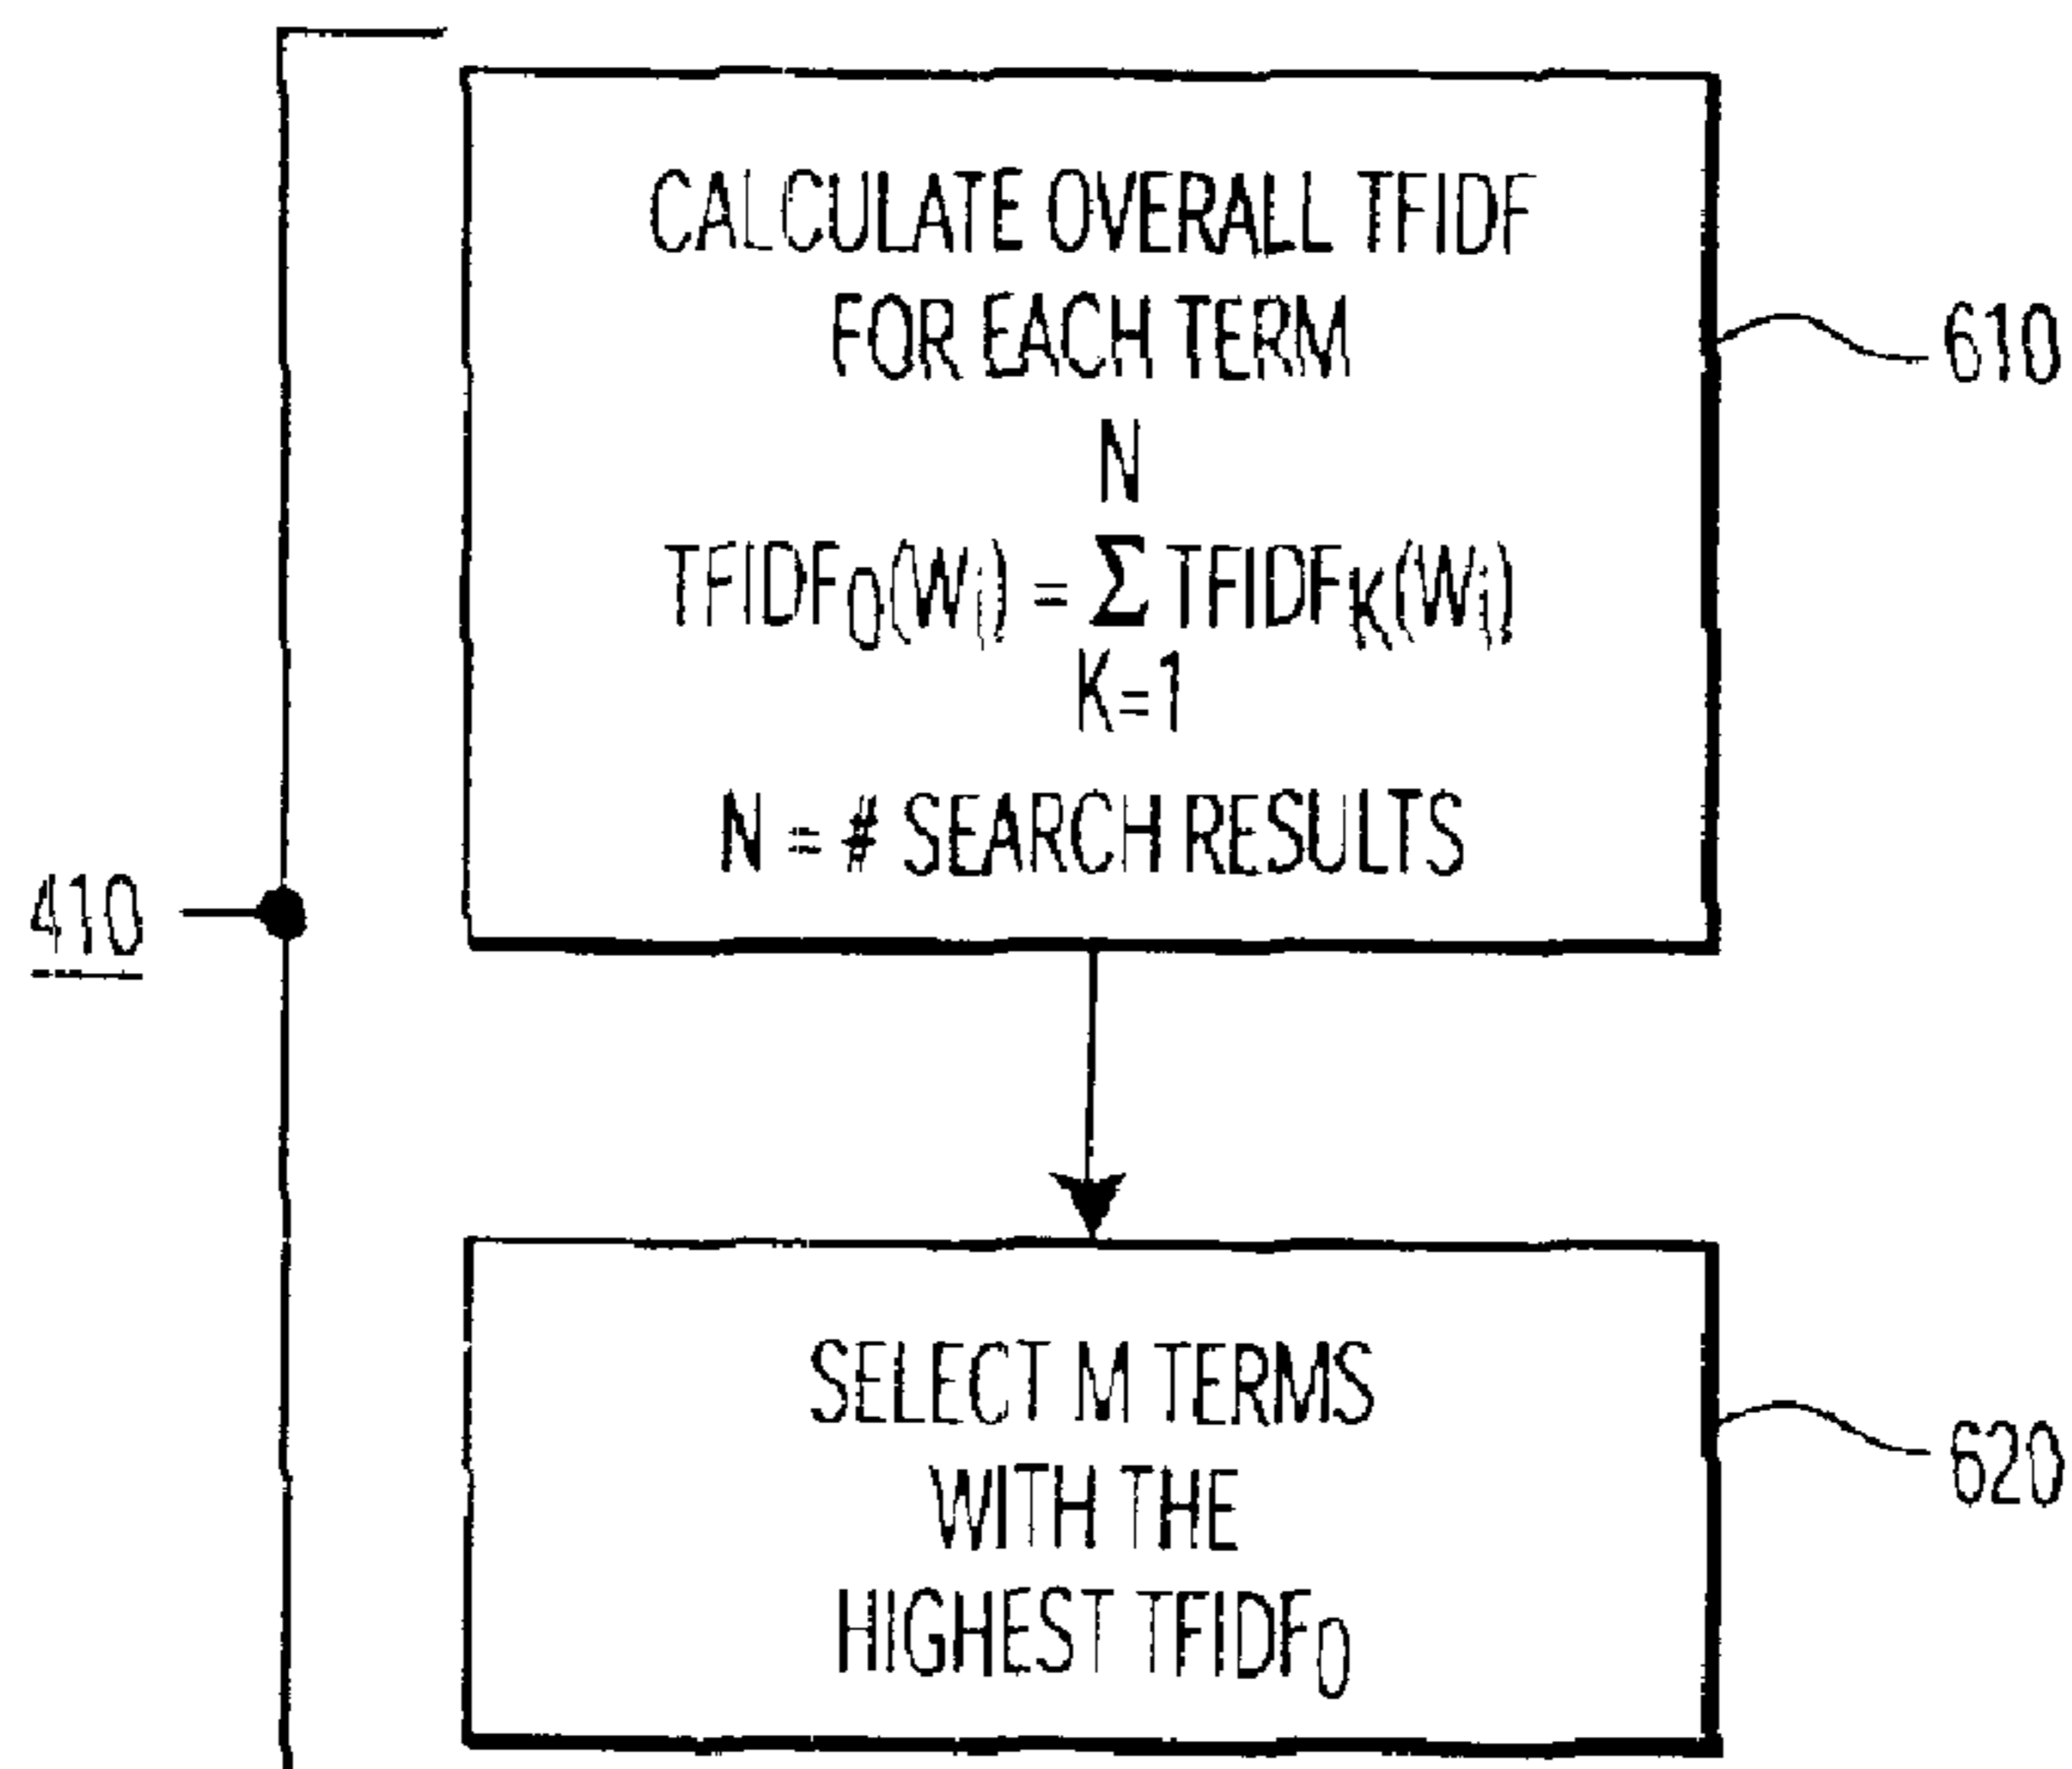 CALCULATE OVERALL TFIDF
FOR EACH TERM
N
TFIDF₀(Wᵢ) = Σ TFIDFₖ(Wᵢ)
K=1
N = # SEARCH RESULTS
610
410
SELECT M TERMS
WITH THE
HIGHEST TFIDF₀
620